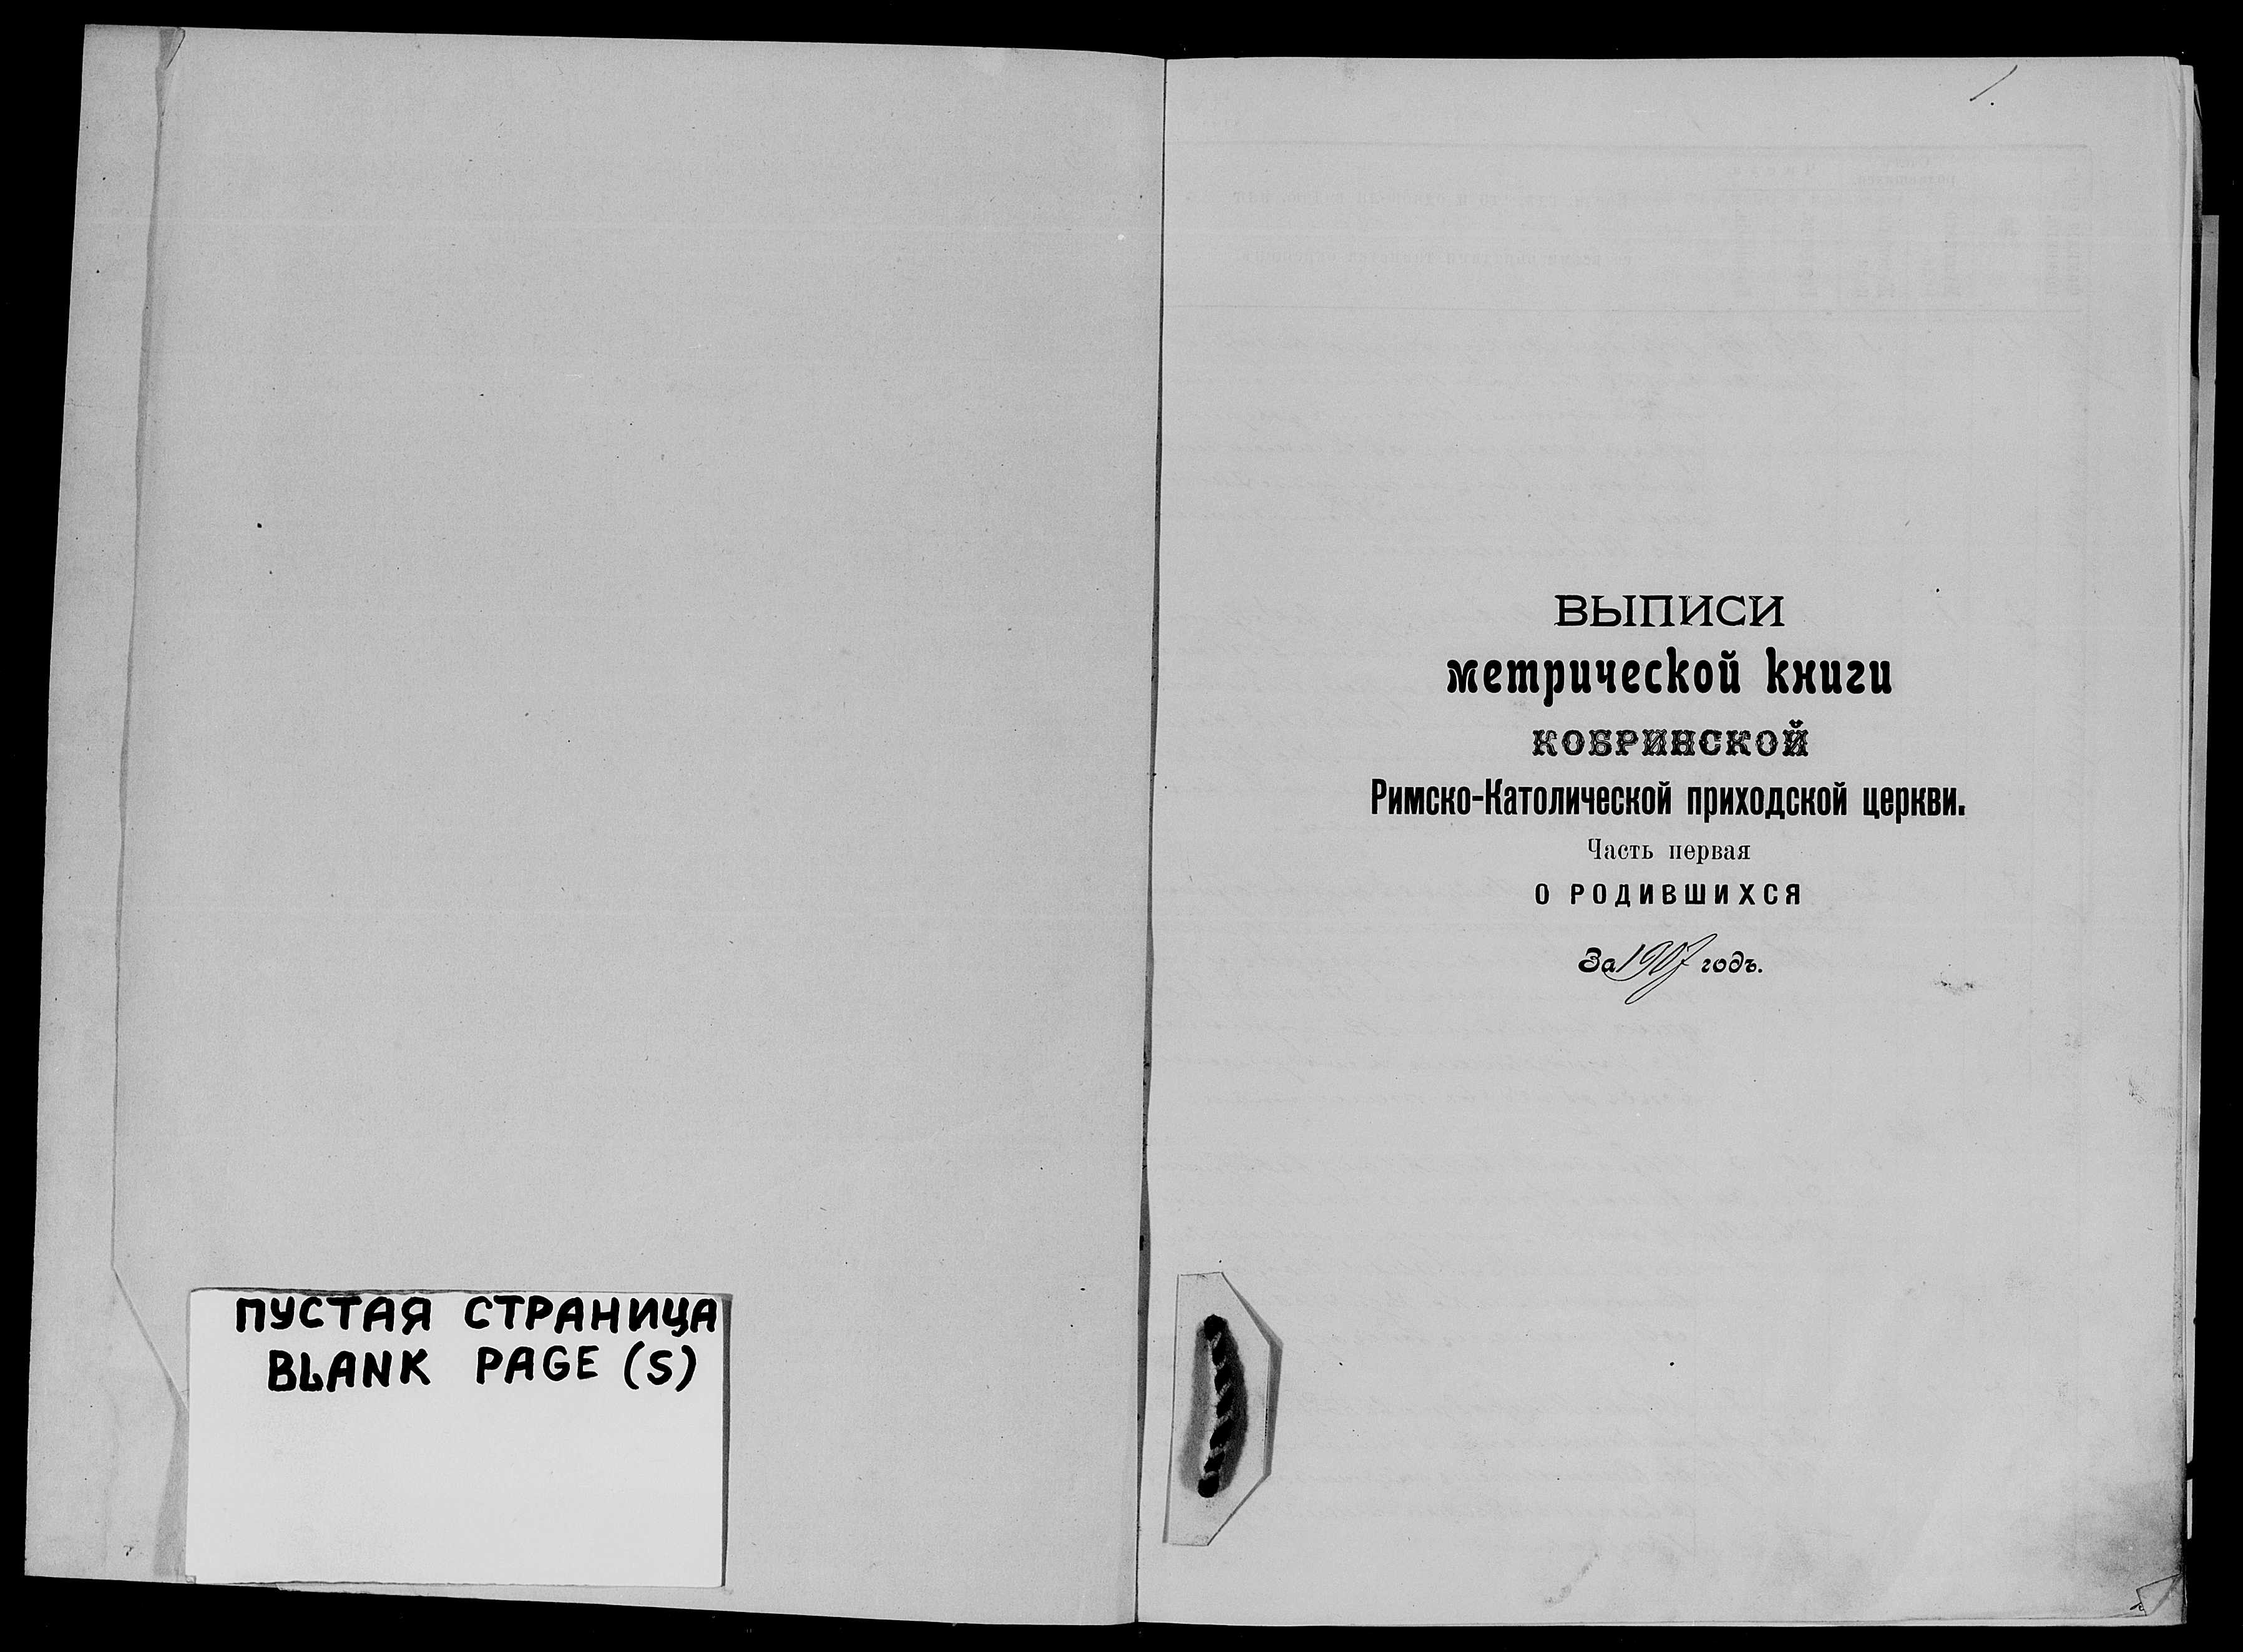 ПУСТАЯ СТРАНИЦА
BLANK PAGE (S)
1.
ВЫПИСИ
метрической книги
КОБРИНСКОЙ
Римско-Католической приходской церкви.
Часть первая
О РОДИВШИХСЯ
За 1907 годъ.